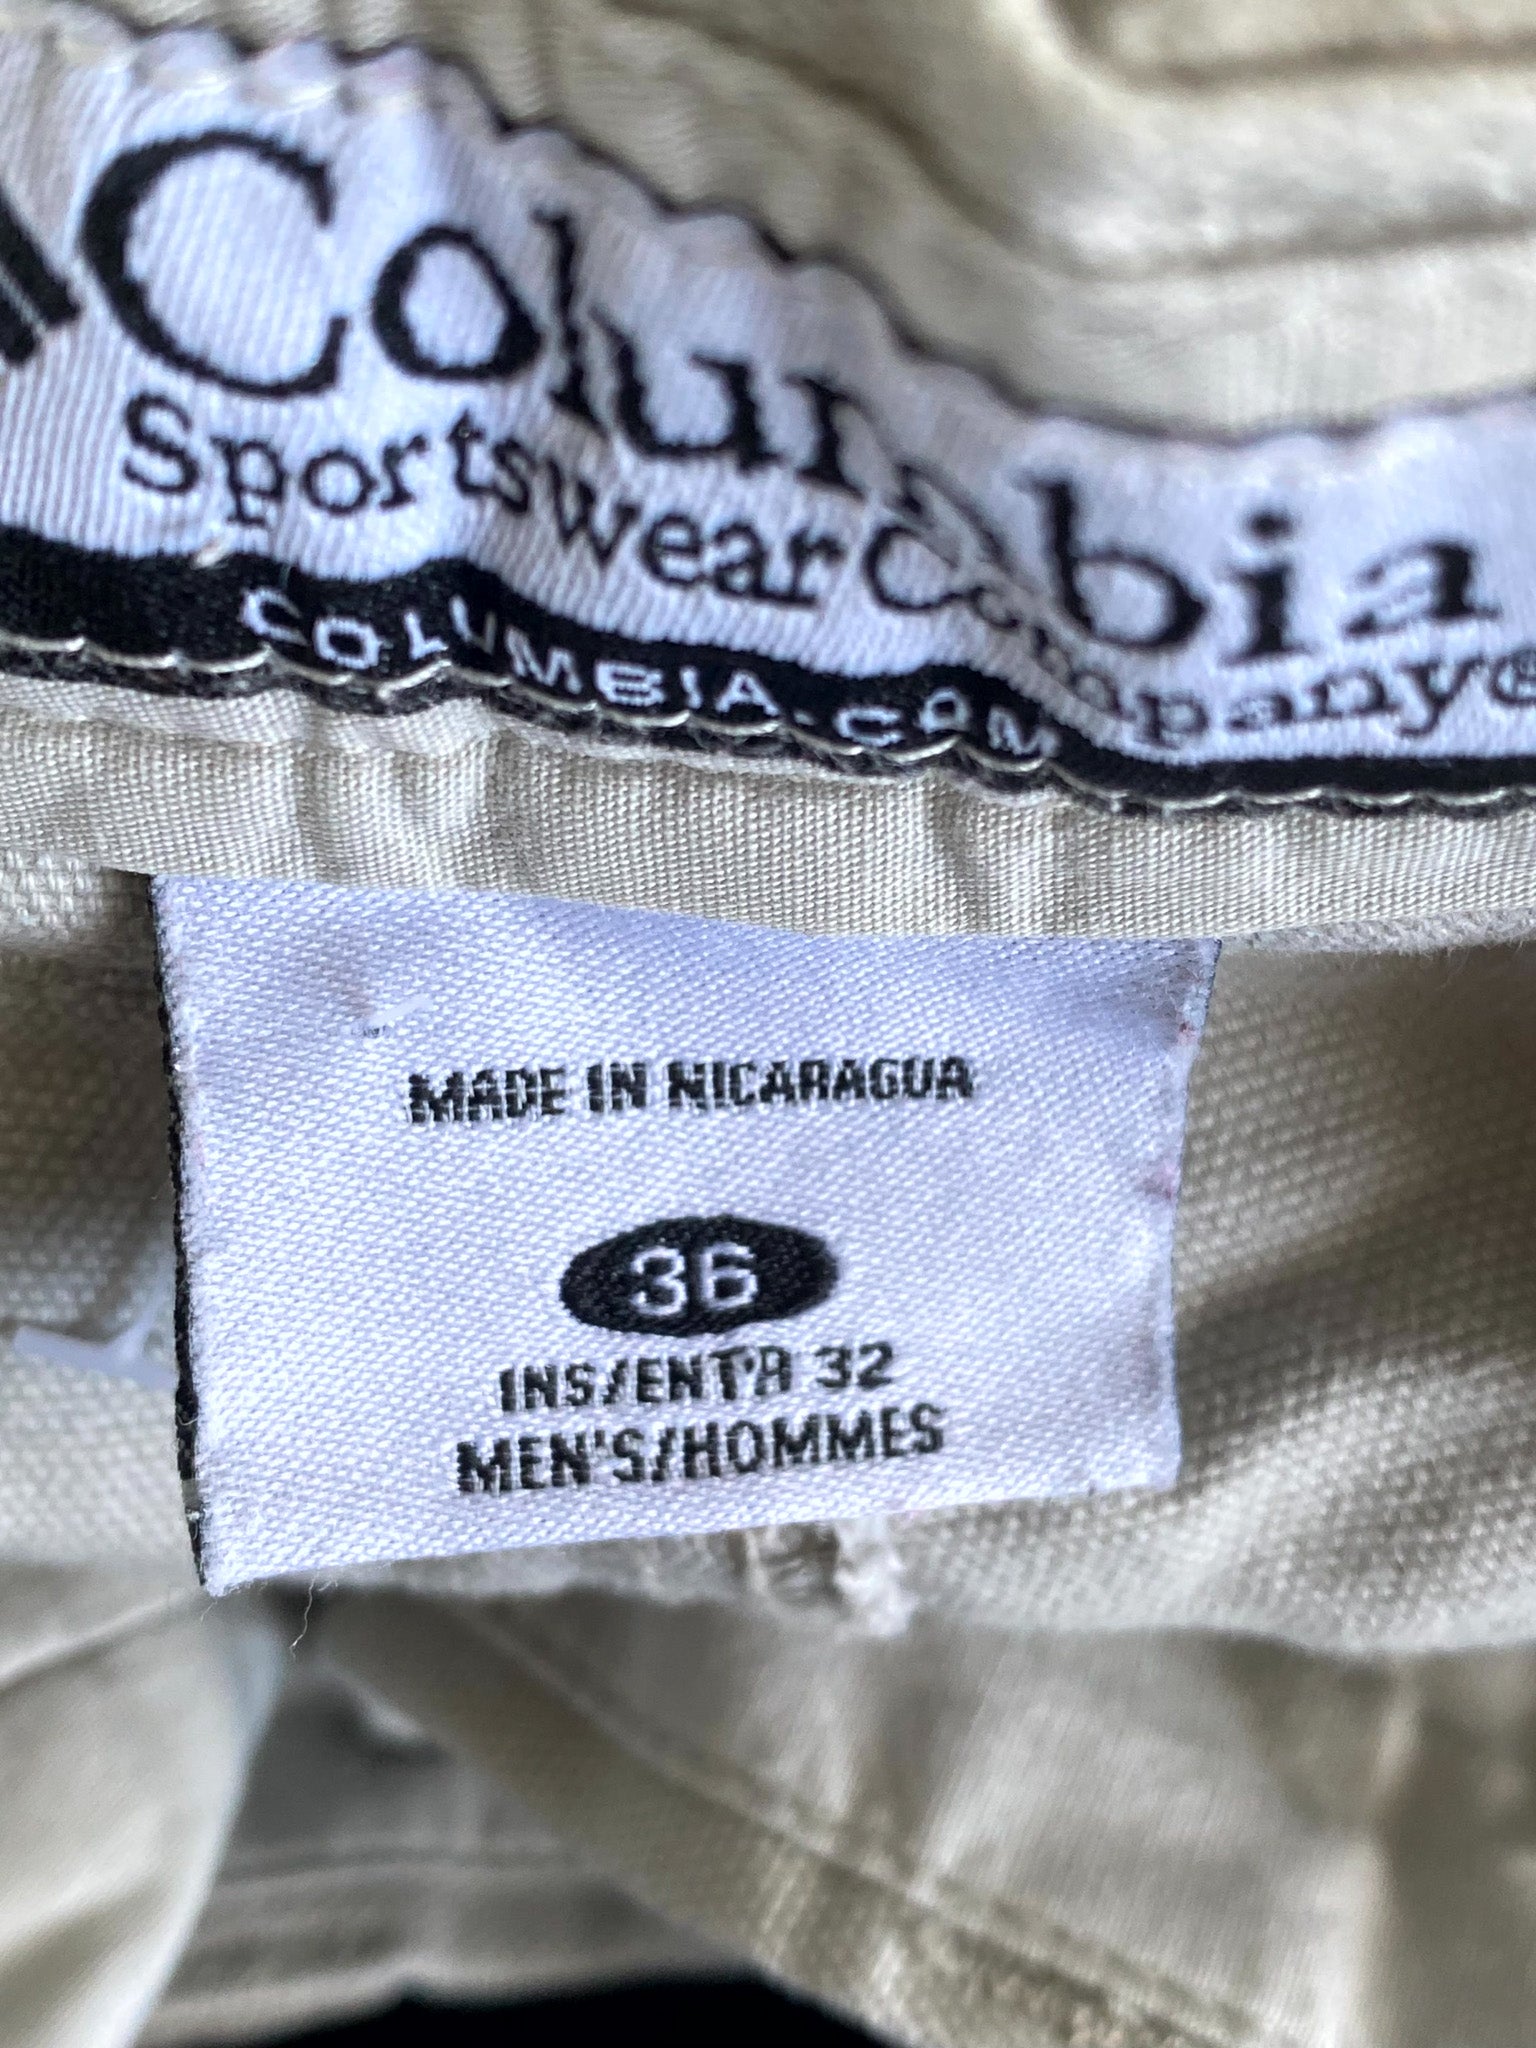 Columbia
Sportswear Company®
COLUMBIA.COM
MADE IN NICARAGUA
36
INS/ENTR 32
MEN'S/HOMMES